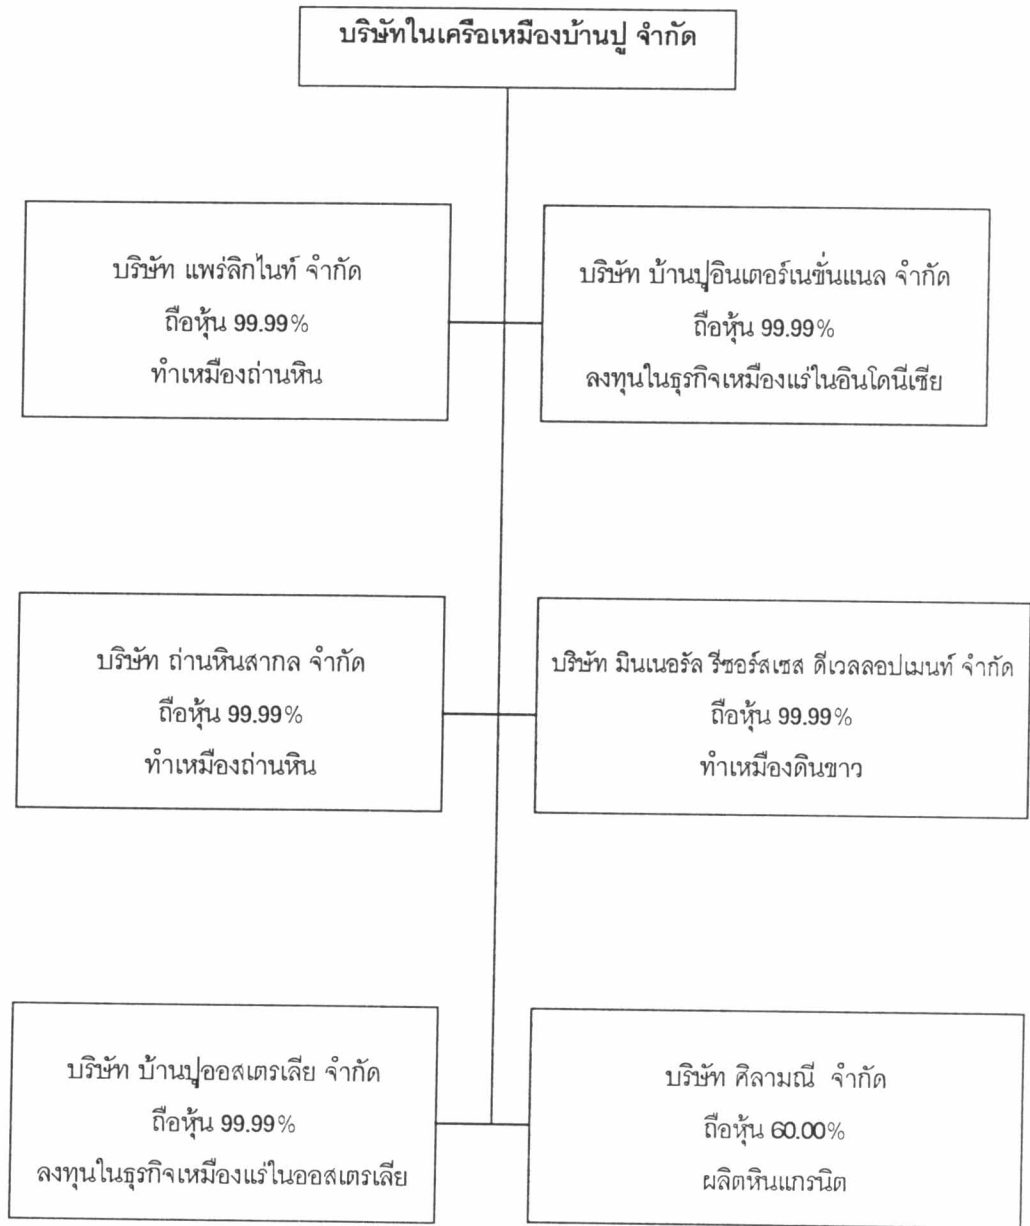 บริษัทในเครือเหมืองบ้านปู จำกัด
บริษัท แพร่ลิกไนท์ จำกัด
ถือหุ้น 99.99%
ทำเหมืองถ่านหิน
บริษัท บ้านปูอินเตอร์เนชั่นแนล จำกัด
ถือหุ้น 99.99%
ลงทุนในธุรกิจเหมืองแร่ในอินโดนีเซีย
บริษัท ถ่านหินสากล จำกัด
ถือหุ้น 99.99%
ทำเหมืองถ่านหิน
บริษัท มินเนอรัล รีซอร์สเซส ดีเวลลอปเมนท์ จำกัด
ถือหุ้น 99.99%
ทำเหมืองดินขาว
บริษัท บ้านปูออสเตรเลีย จำกัด
ถือหุ้น 99.99%
ลงทุนในธุรกิจเหมืองแร่ในออสเตรเลีย
บริษัท ศิลามณี จำกัด
ถือหุ้น 60.00%
ผลิตหินแกรนิต